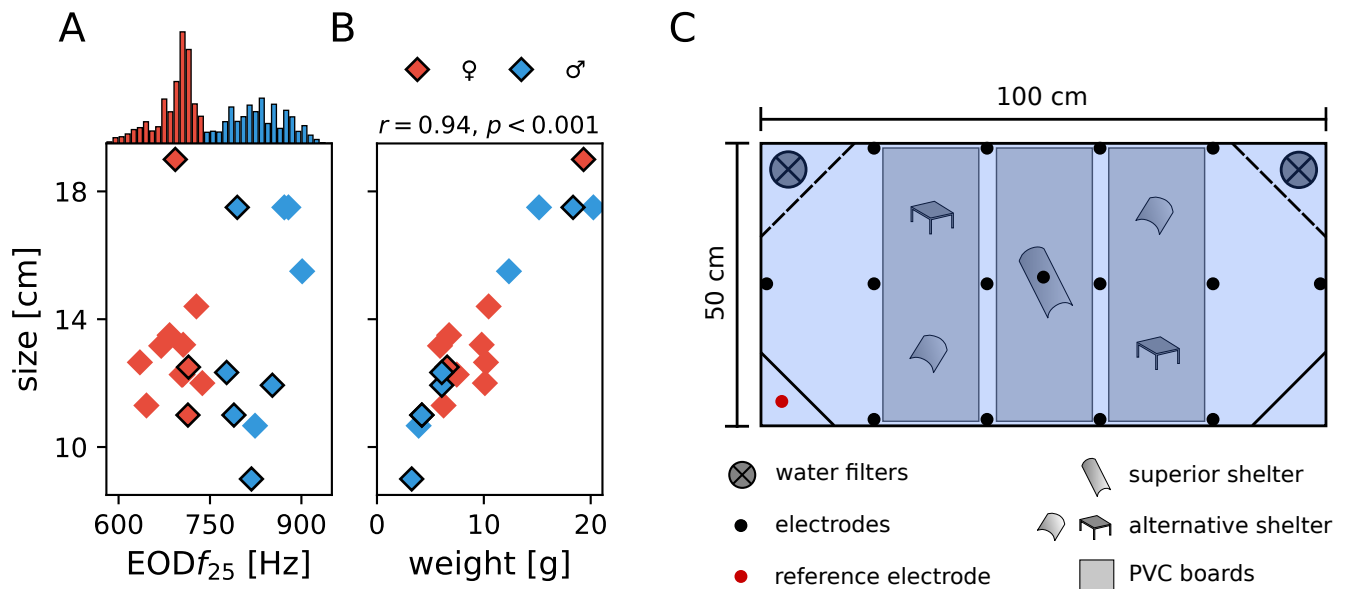 A
B
C
♀ ♂
r = 0.94, p < 0.001
100 cm
50 cm
size [cm]
18
14
10
600 750 900
EODf25 [Hz]
0 10 20
weight [g]
water filters
electrodes
reference electrode
superior shelter
alternative shelter
PVC boards